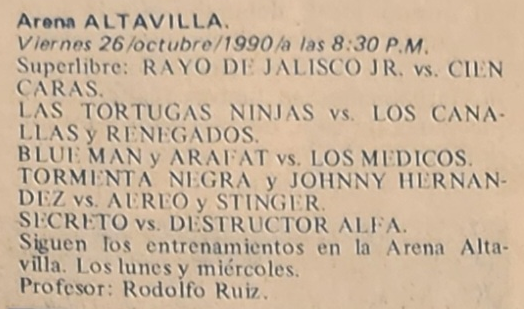 Arena ALTAVILLA.
Viernes 26/octubre/1990/a las 8:30 P.M.
Superlibre: RAYO DE JALISCO JR. vs. CIEN
CARAS.
LAS TORTUGAS NINJAS vs. LOS CANA-
LLAS y RENEGADOS.
BLUE MAN y ARAFAT vs. LOS MEDICOS.
TORMENTA NEGRA y JOHNNY HERNAN-
DEZ vs. AEREO y STINGER.
SECRETO vs. DESTRUCTOR ALFA.
Siguen los entrenamientos en la Arena Alta-
villa. Los lunes y miércoles.
Profesor: Rodolfo Ruiz.